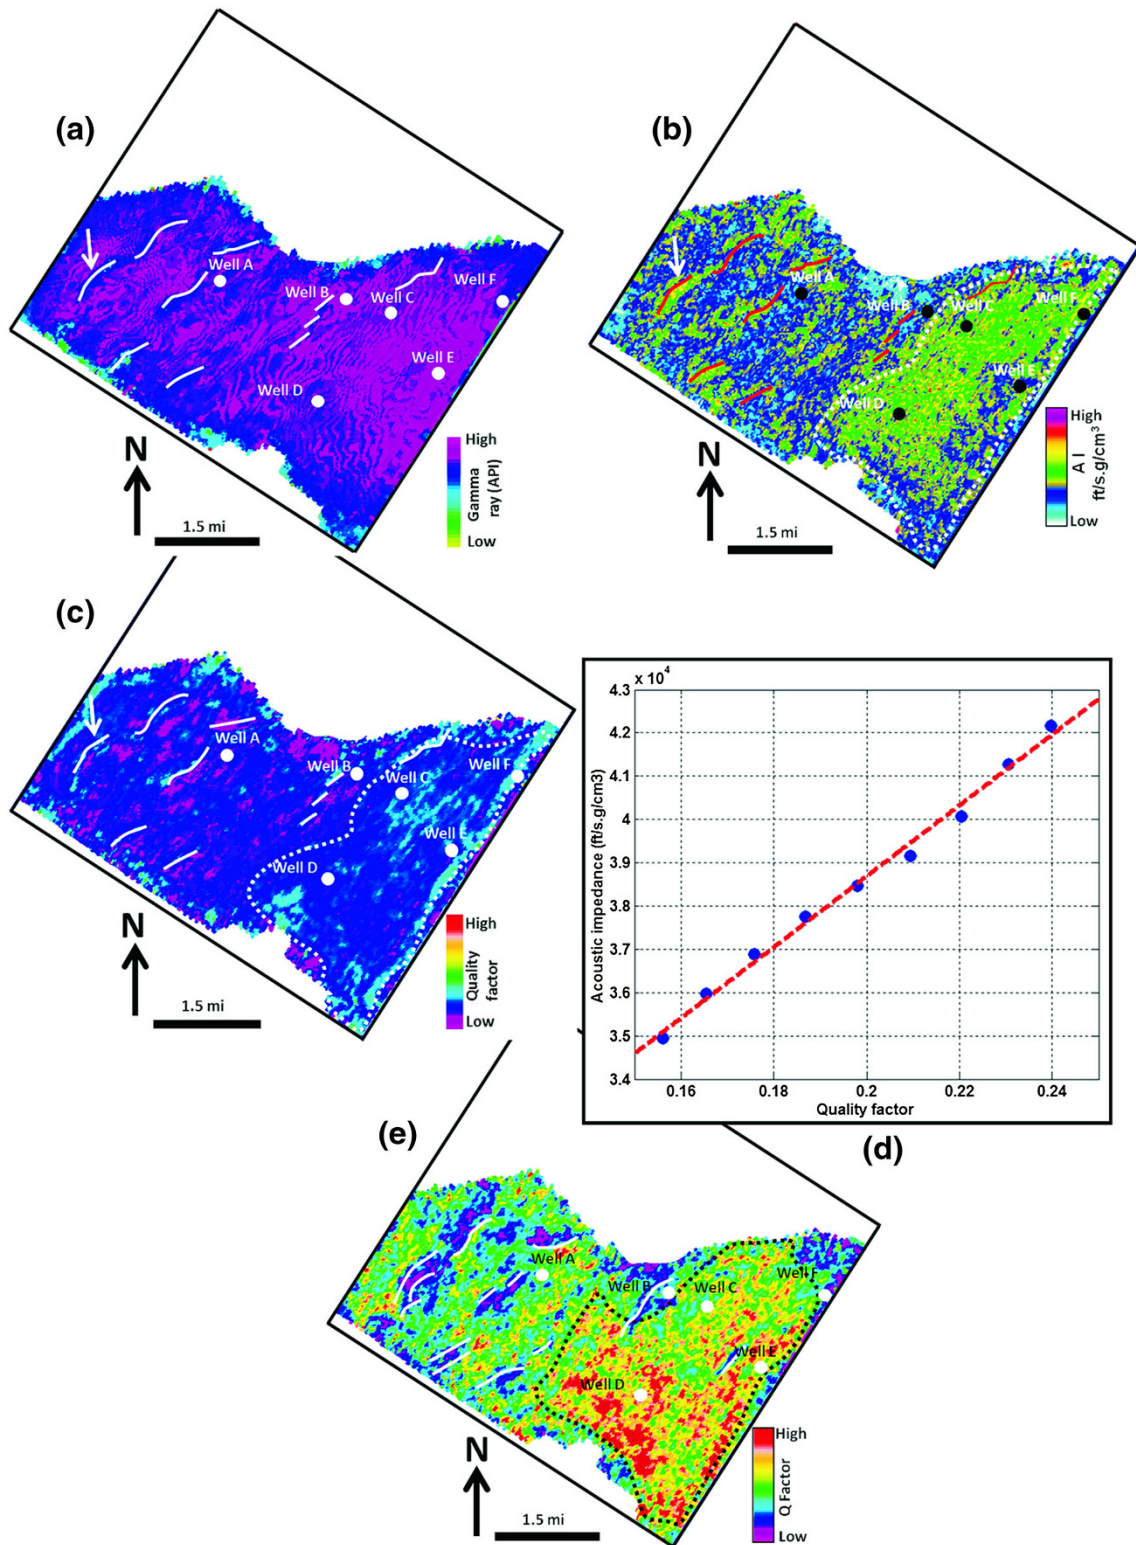 (a)
Well A
Well B
Well C
Well F
Well E
Well D
N
1.5 mi
High
Gamma
ray (API)
Low
(b)
Well A
Well B
Well C
Well F
Well E
Well D
N
1.5 mi
High
A I
ft/s.g/cm3
Low
(c)
Well A
Well B
Well C
Well F
Well E
Well D
N
1.5 mi
High
Quality
factor
Low
x 10 4
4.3
4.2
4.1
4
3.9
3.8
3.7
3.6
3.5
3.4
Acoustic impedance (ft/s.g/cm3)
0.16
0.18
0.2
0.22
0.24
Quality factor
(d)
(e)
Well A
Well B
Well C
Well F
Well E
Well D
N
1.5 mi
High
Q Factor
Low